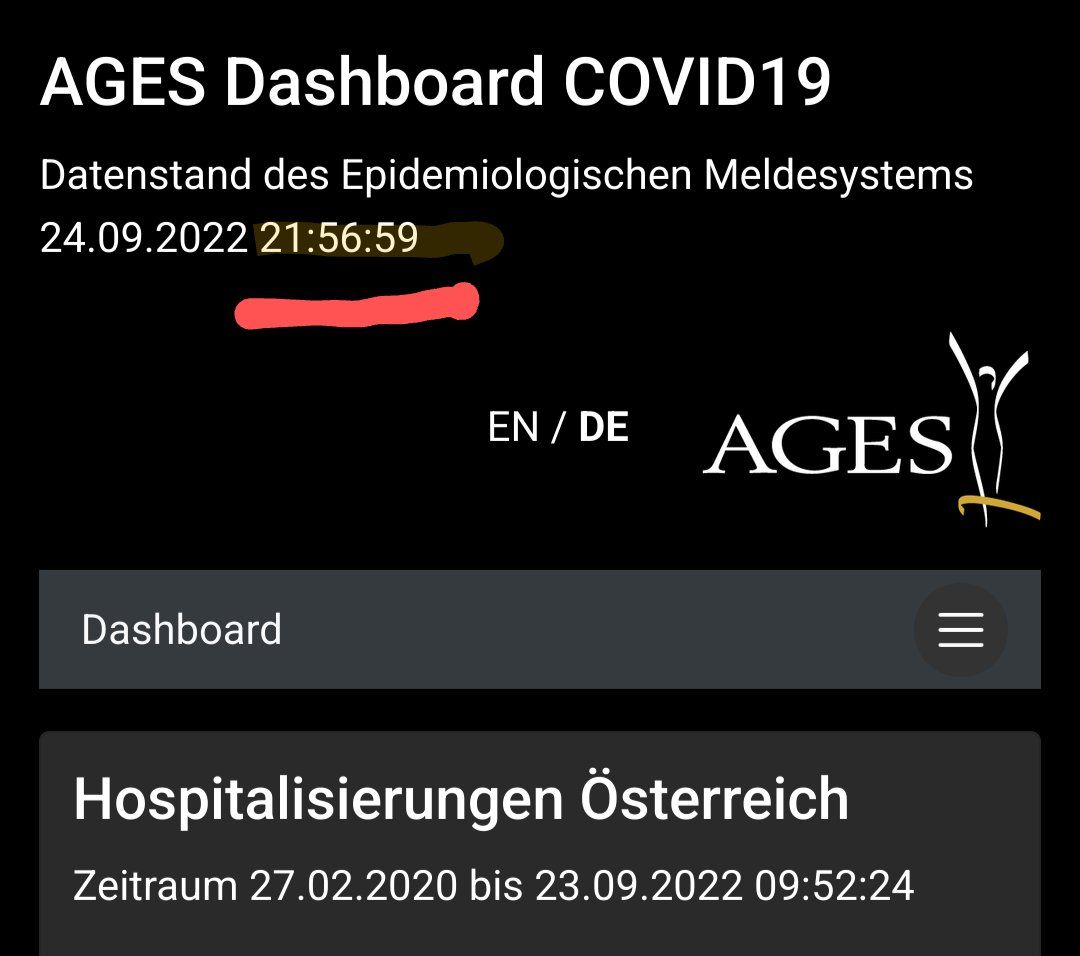 AGES Dashboard COVID19
Datenstand des Epidemiologischen Meldesystems
24.09.2022 21:56:59
EN / DE
AGES
Dashboard
Hospitalisierungen Österreich
Zeitraum 27.02.2020 bis 23.09.2022 09:52:24